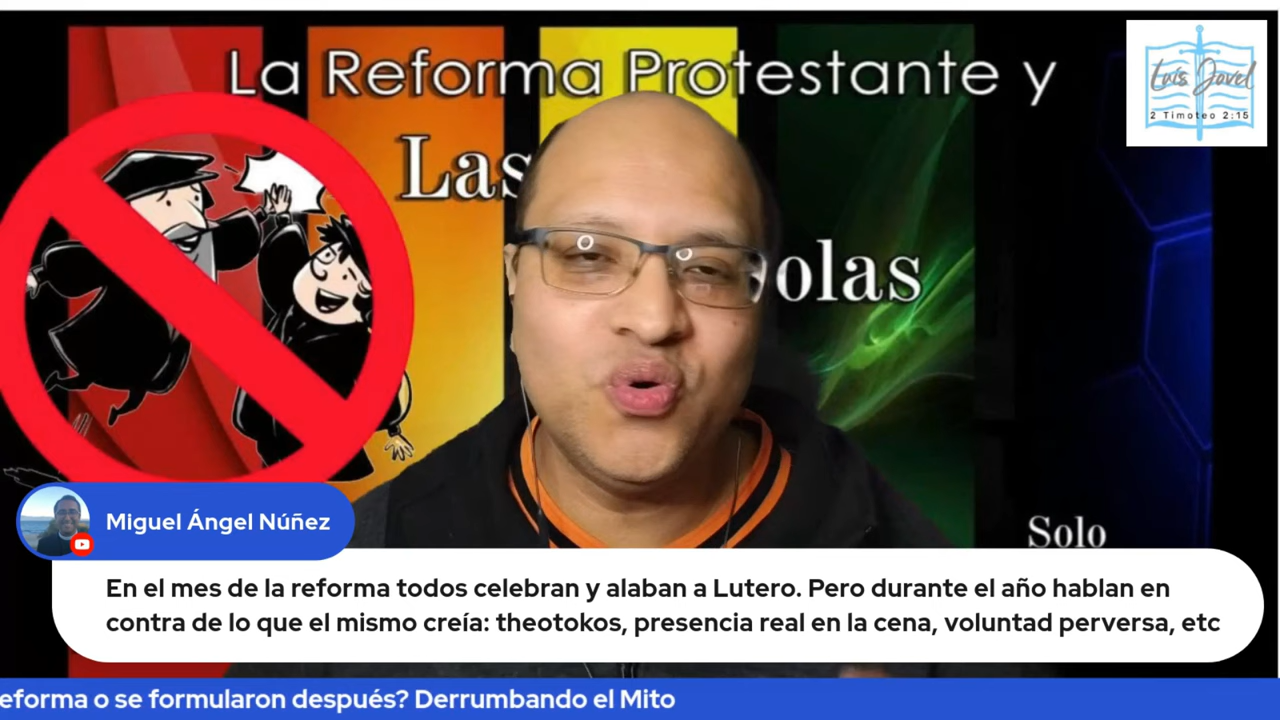 La Reforma Protestante y
Las
olas
Luis Jovel
2 Timoteo 2:15
Solo
Miguel Ángel Núñez
En el mes de la reforma todos celebran y alaban a Lutero. Pero durante el año hablan en
contra de lo que el mismo creía: theotokos, presencia real en la cena, voluntad perversa, etc
eforma o se formularon después? Derrumbando el Mito